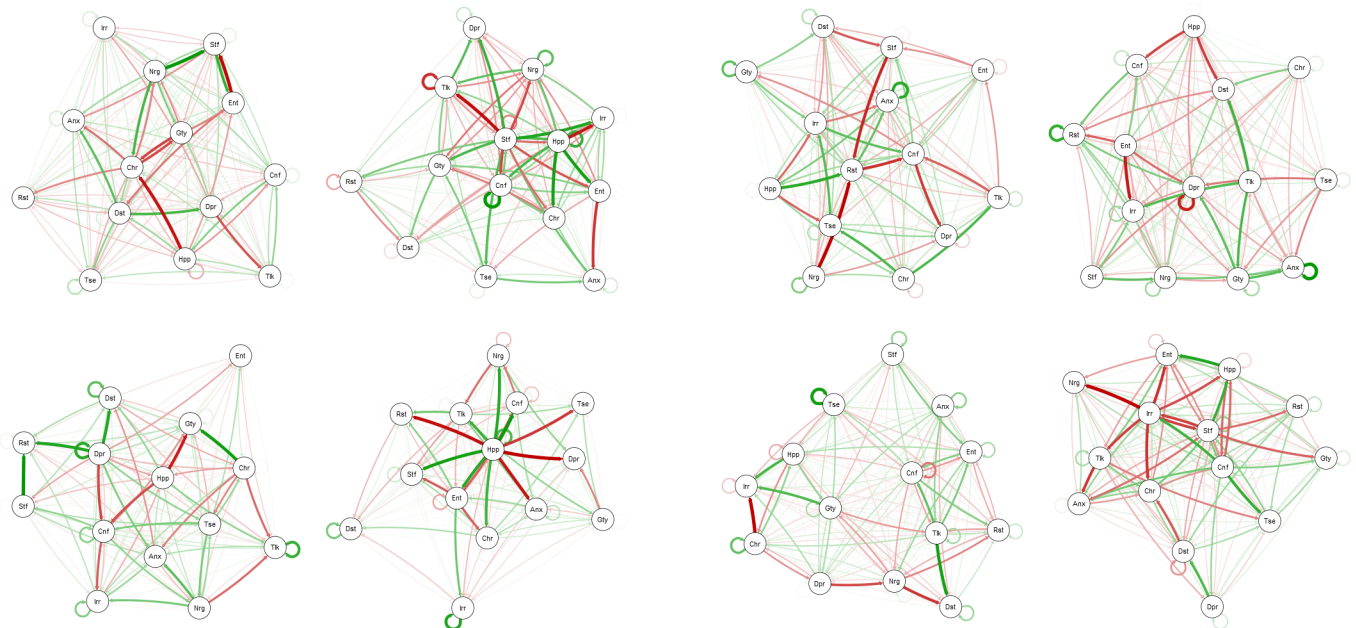 Irr
Stf
Nrg
Ent
Anx
Gty
Chr
Cnf
Rst
Dst
Dpr
Hpp
Tse
Tlk
Dpr
Nrg
Tlk
Irr
Stf
Hpp
Gty
Rst
Cnf
Ent
Chr
Dst
Tse
Anx
Dst
Stf
Gty
Ent
Anx
Irr
Cnf
Rst
Hpp
Tlk
Tse
Dpr
Nrg
Chr
Hpp
Cnf
Chr
Dst
Rst
Ent
Dpr
Tlk
Tse
Irr
Stf
Nrg
Gty
Anx
Ent
Dst
Gty
Rst
Dpr
Chr
Hpp
Stf
Cnf
Tse
Anx
Tlk
Irr
Nrg
Nrg
Rst
Tlk
Cnf
Tse
Hpp
Dpr
Stf
Ent
Anx
Gty
Dst
Chr
Irr
Stf
Tse
Anx
Hpp
Ent
Cnf
Irr
Gty
Chr
Tlk
Rst
Dpr
Nrg
Dst
Ent
Hpp
Nrg
Irr
Rst
Stf
Tlk
Cnf
Gty
Anx
Chr
Tse
Dst
Dpr